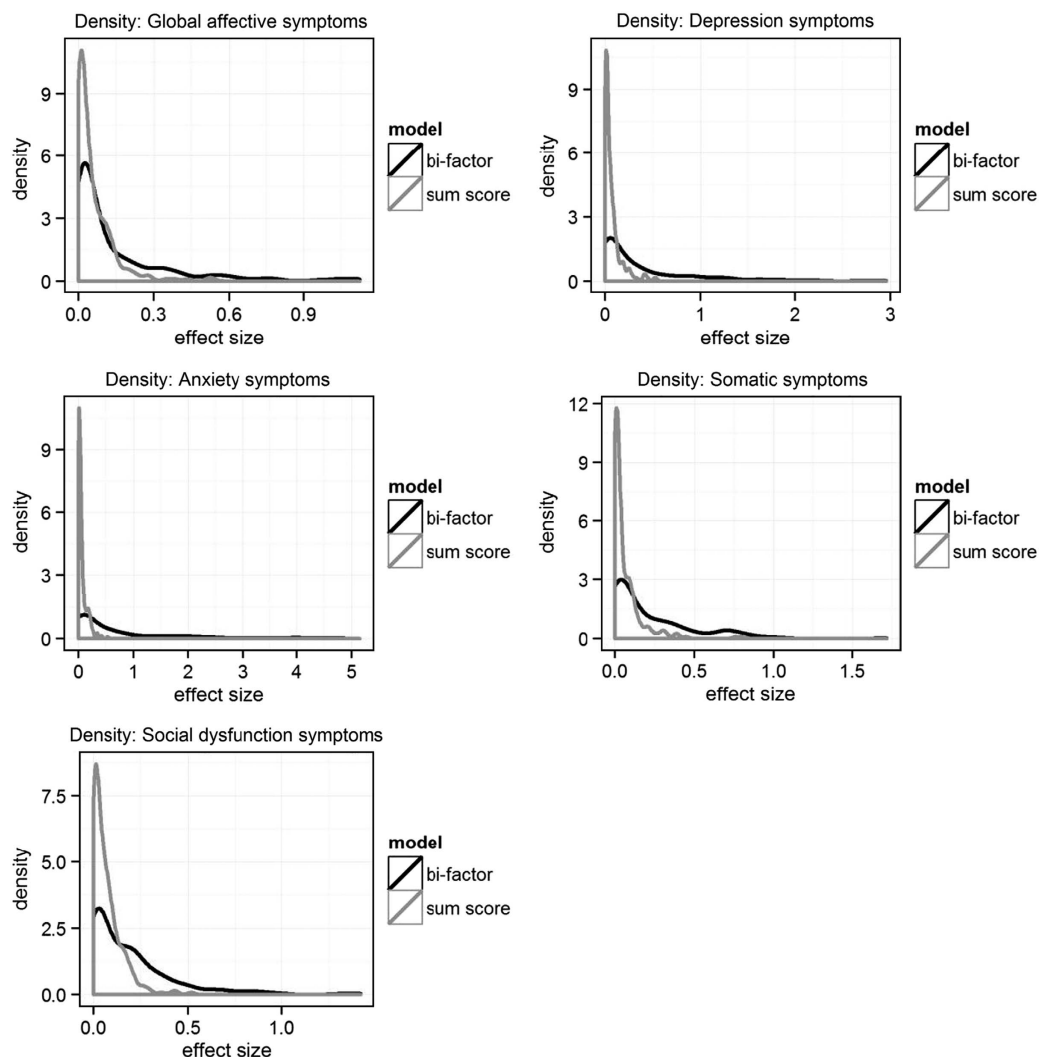 Density: Global affective symptoms
density
9
6
3
0
0.0 0.3 0.6 0.9
effect size
model
bi-factor
sum score
Density: Depression symptoms
density
9
6
3
0
0 1 2 3
effect size
model
bi-factor
sum score
Density: Anxiety symptoms
density
9
6
3
0
0 1 2 3 4 5
effect size
model
bi-factor
sum score
Density: Somatic symptoms
density
12
9
6
3
0
0.0 0.5 1.0 1.5
effect size
model
bi-factor
sum score
Density: Social dysfunction symptoms
density
7.5
5.0
2.5
0.0
0.0 0.5 1.0
effect size
model
bi-factor
sum score